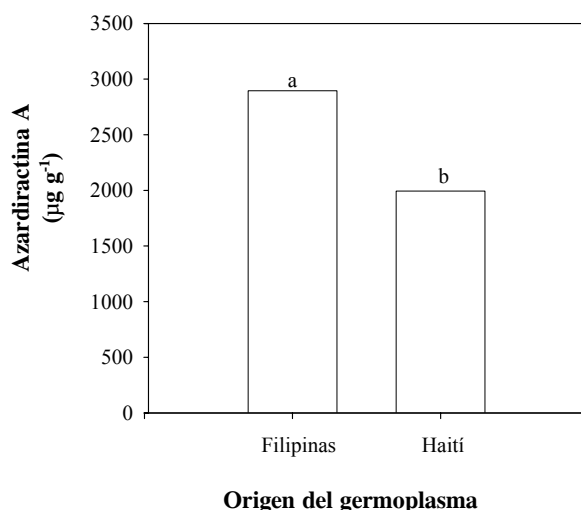 Azardiractina A
(µg g-1)
3500
3000
2500
2000
1500
1000
500
0
a
b
Filipinas Haití
Origen del germoplasma